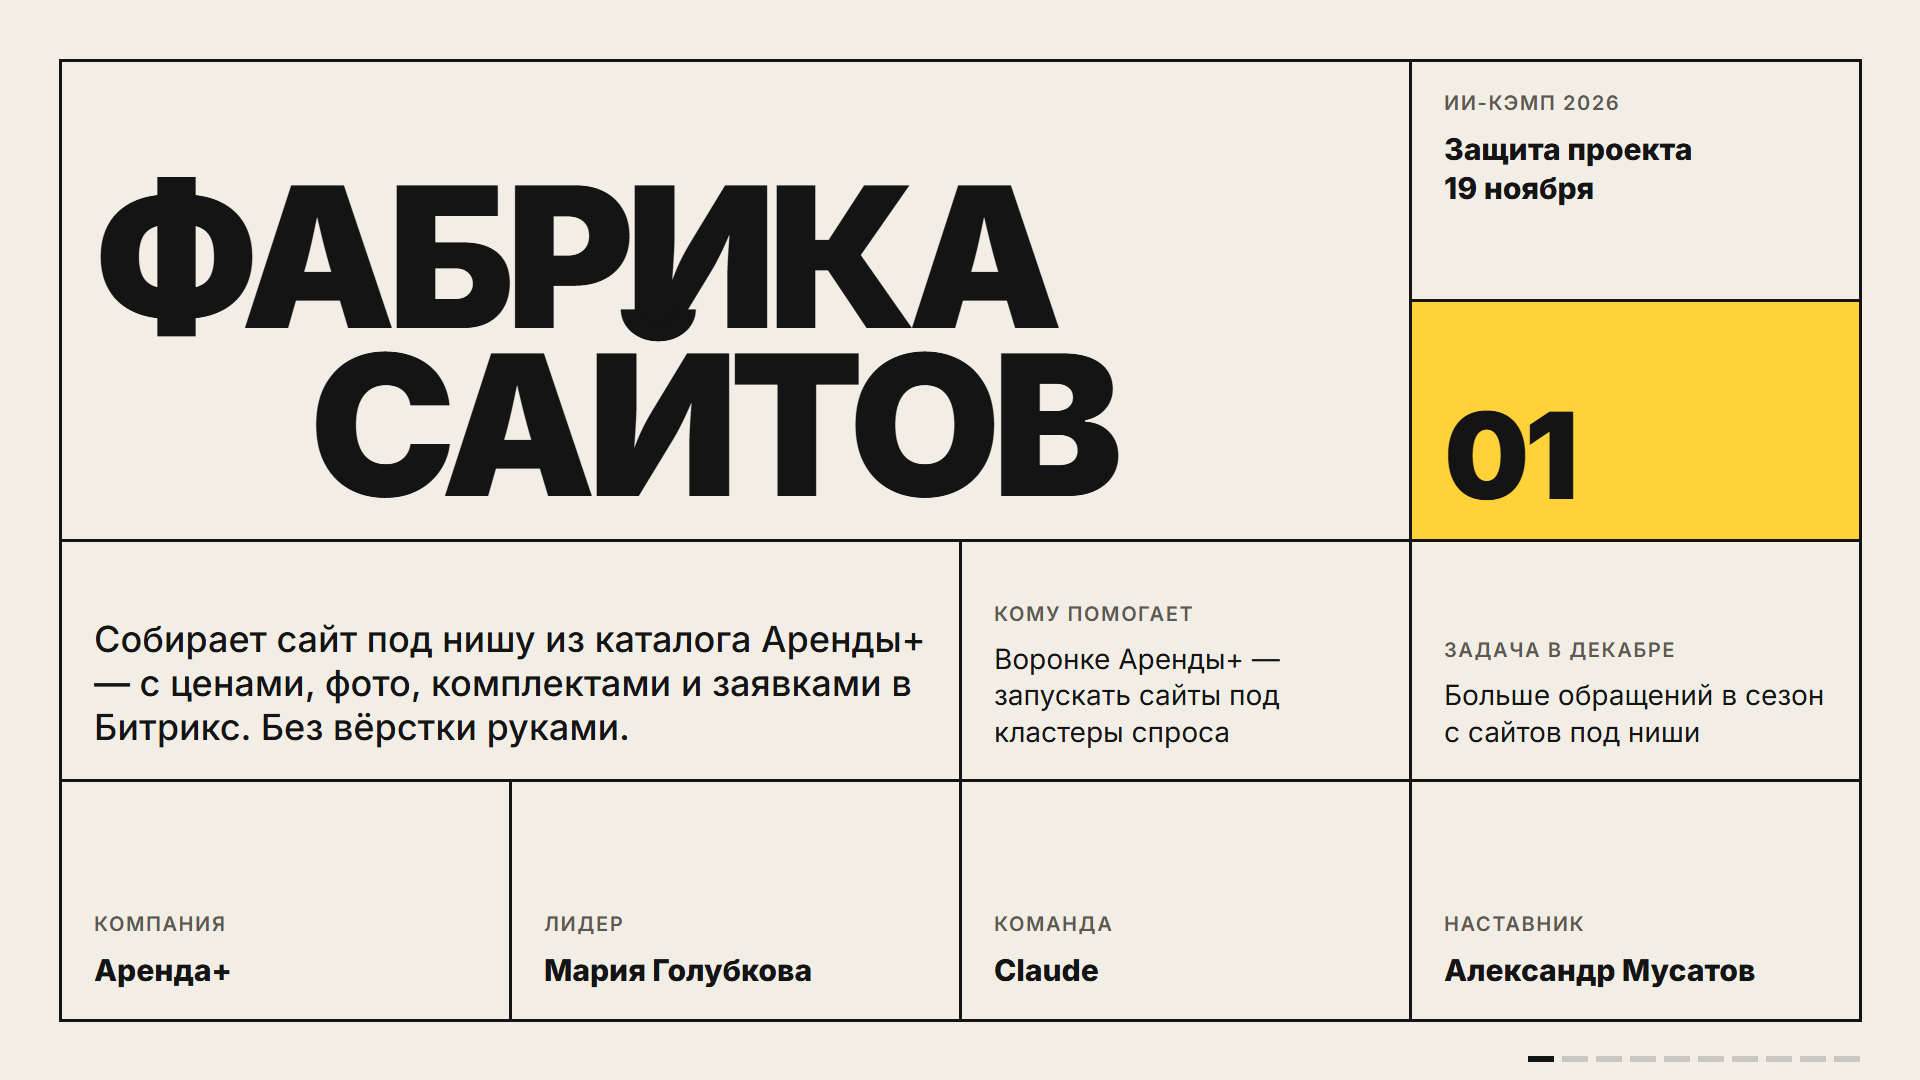 ФАБРИКА
САЙТОВ
ИИ-КЭМП 2026
Защита проекта
19 ноября
01
Собирает сайт под нишу из каталога Аренды+
— с ценами, фото, комплектами и заявками в
Битрикс. Без вёрстки руками.
КОМУ ПОМОГАЕТ
Воронке Аренды+ —
запускать сайты под
кластеры спроса
ЗАДАЧА В ДЕКАБРЕ
Больше обращений в сезон
с сайтов под ниши
КОМПАНИЯ
Аренда+
ЛИДЕР
Мария Голубкова
КОМАНДА
Claude
НАСТАВНИК
Александр Мусатов